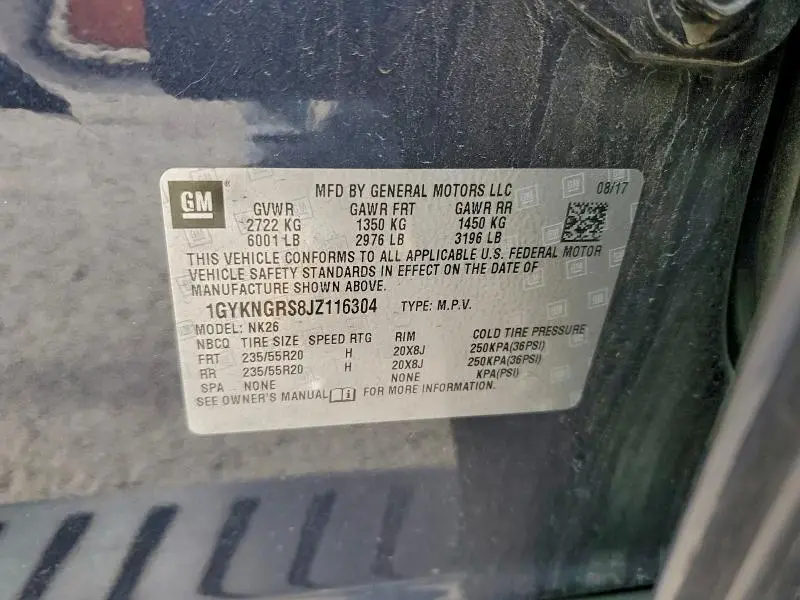 GM ® MFD BY GENERAL MOTORS LLC 08/17
GVWR GAWR FRT GAWR RR
2722 KG 1350 KG 1450 KG
6001 LB 2976 LB 3196 LB
THIS VEHICLE CONFORMS TO ALL APPLICABLE U.S. FEDERAL MOTOR
VEHICLE SAFETY STANDARDS IN EFFECT ON THE DATE OF
MANUFACTURE SHOWN ABOVE.
1GYKNGRS8JZ116304 TYPE: M.P.V.
MODEL: NK26
NBCQ TIRE SIZE SPEED RTG RIM COLD TIRE PRESSURE
FRT 235/55R20 H 20X8J 250KPA(36PSI)
RR 235/55R20 H 20X8J 250KPA(36PSI)
SPA NONE NONE KPA(PSI)
SEE OWNER'S MANUAL FOR MORE INFORMATION.